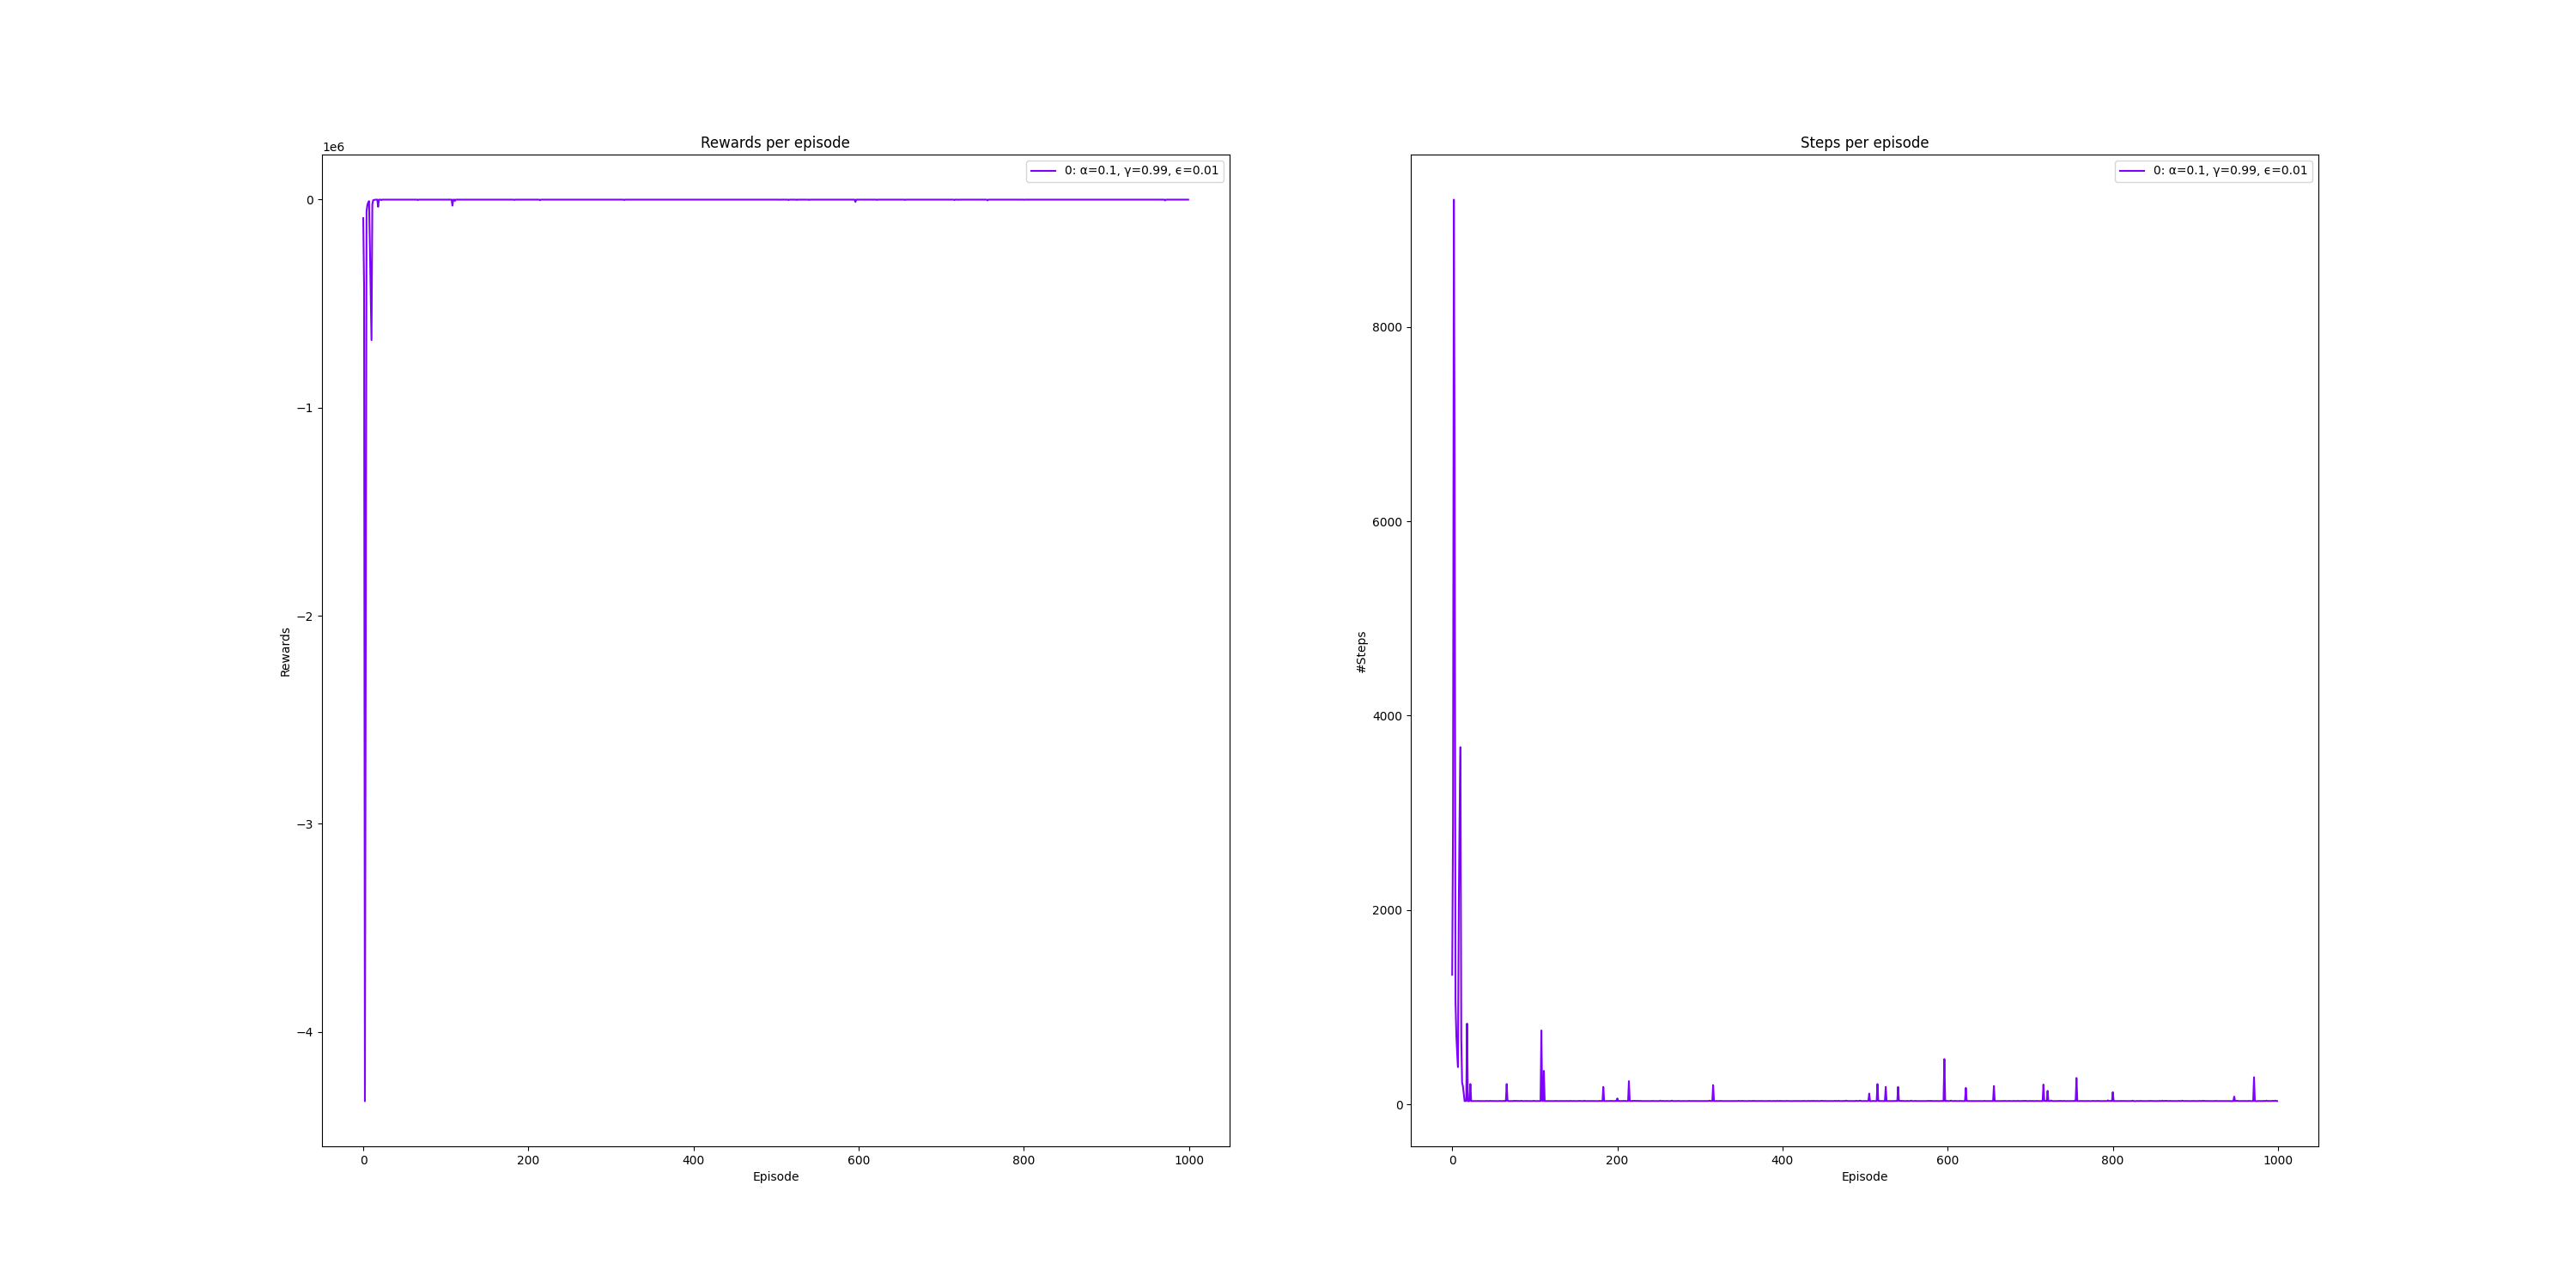 Rewards per episode
1e6
0: α=0.1, γ=0.99, ϵ=0.01
0
−1
−2
−3
−4
Rewards
0 200 400 600 800 1000
Episode
Steps per episode
0: α=0.1, γ=0.99, ϵ=0.01
8000
6000
4000
2000
0
#Steps
0 200 400 600 800 1000
Episode